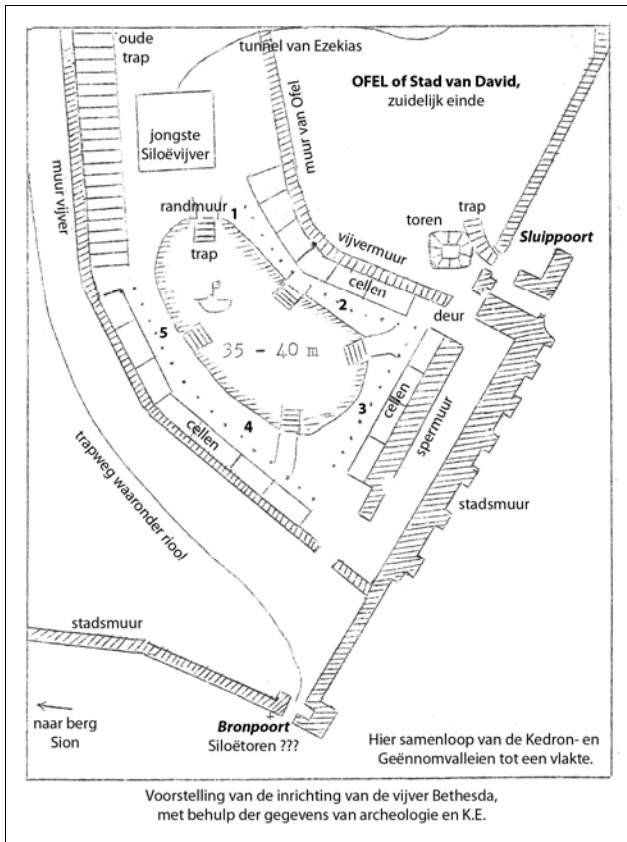 oude
trap
tunnel van Ezekias
OFEL of Stad van David,
zuidelijk einde
jongste
Siloëvijver
muur van Ofel
muur vijver
randmuur
1
trap
toren
trap
Sluippoort
vijvermuur
cellen
2
deur
5
35 - 40 m
3
cellen
4
cellen
spermuur
stadsmuur
trapweg waaronder riool
stadsmuur
naar berg
Sion
Bronpoort
Siloëtoren ???
Hier samenloop van de Kedron- en
Geënnomvalleien tot een vlakte.
Voorstelling van de inrichting van de vijver Bethesda,
met behulp der gegevens van archeologie en K.E.